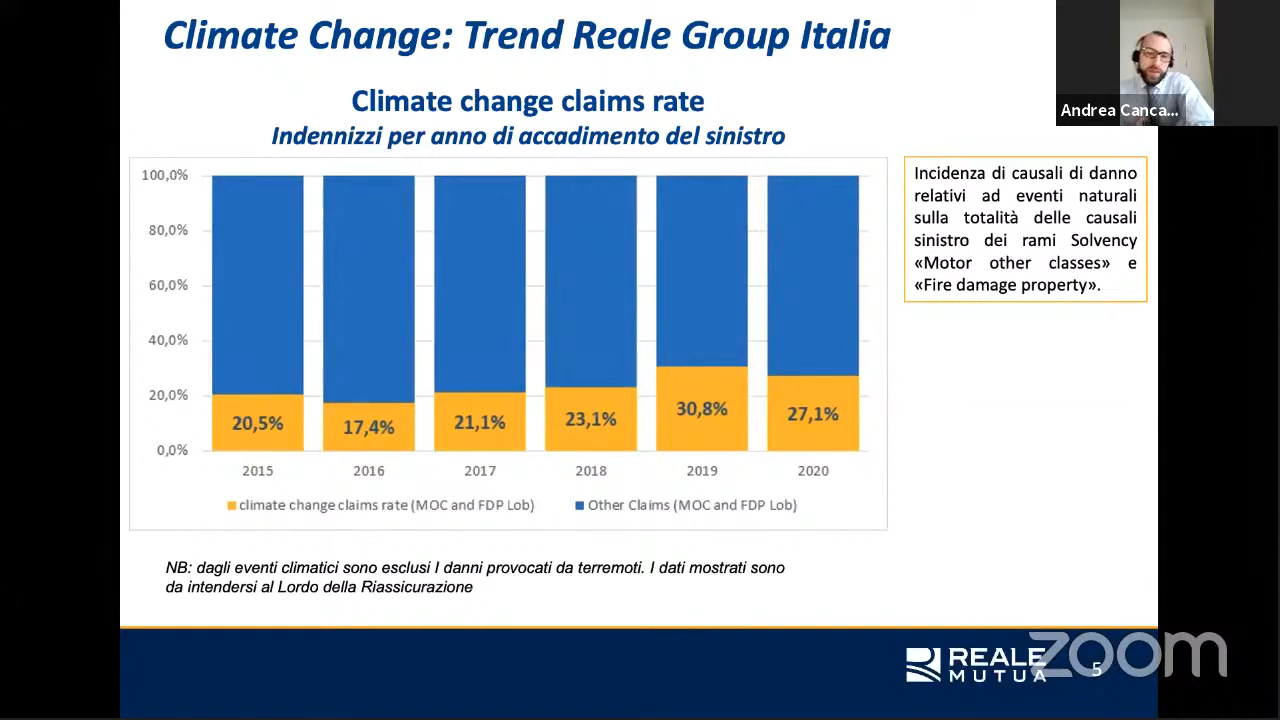 Climate Change: Trend Reale Group Italia
Andrea Canca...
Climate change claims rate
Indennizzi per anno di accadimento del sinistro
100,0%
80,0%
60,0%
40,0%
20,0%
0,0%
20,5%
17,4%
21,1%
23,1%
30,8%
27,1%
2015
2016
2017
2018
2019
2020
climate change claims rate (MOC and FDP Lob)
Other Claims (MOC and FDP Lob)
Incidenza di causali di danno
relativi ad eventi naturali
sulla totalità delle causali
sinistro dei rami Solvency
«Motor other classes» e
«Fire damage property».
NB: dagli eventi climatici sono esclusi I danni provocati da terremoti. I dati mostrati sono
da intendersi al Lordo della Riassicurazione
REALE
MUTUA
zoom
5